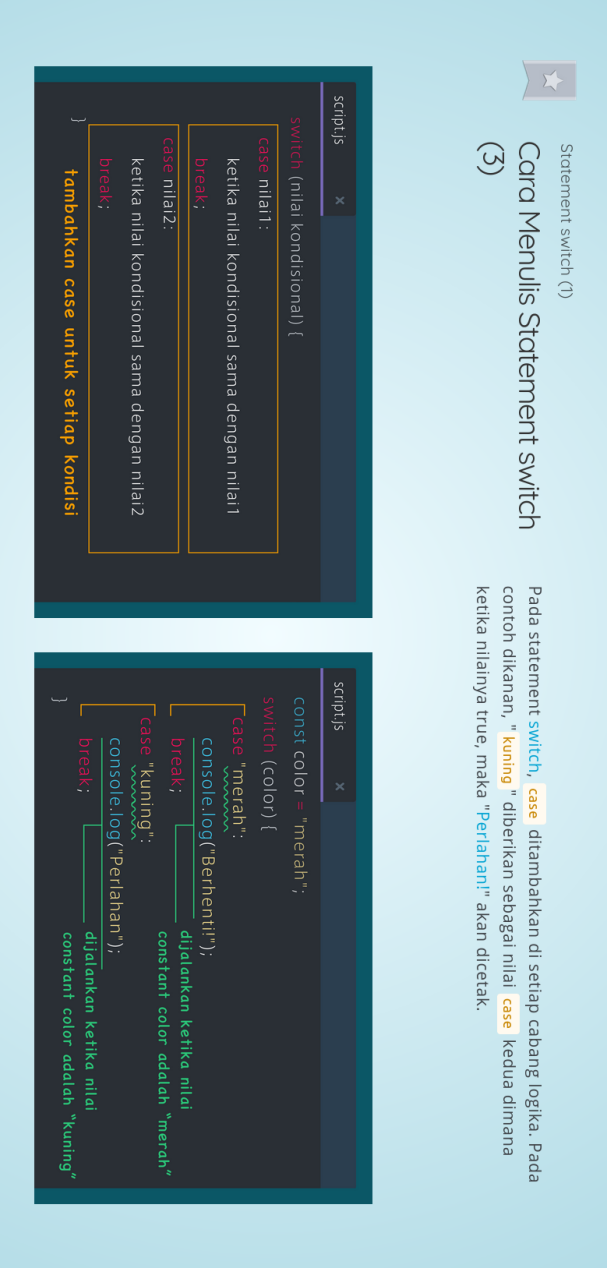 Statement switch (1)
Cara Menulis Statement switch
(3)
Pada statement switch, case ditambahkan di setiap cabang logika. Pada
contoh dikanan, "kuning" diberikan sebagai nilai case kedua dimana
ketika nilainya true, maka "Perlahan!" akan dicetak.
script.js x
switch (nilai kondisional) {
case nilai1:
ketika nilai kondisional sama dengan nilai1
break;
case nilai2:
ketika nilai kondisional sama dengan nilai2
break;
}
tambahkan case untuk setiap kondisi
script.js x
const color = "merah";
switch (color) {
case "merah":
console.log("Berhenti!");
break;
dijalankan ketika nilai
constant color adalah "merah"
case "kuning":
console.log("Perlahan");
break;
dijalankan ketika nilai
constant color adalah "kuning"
}